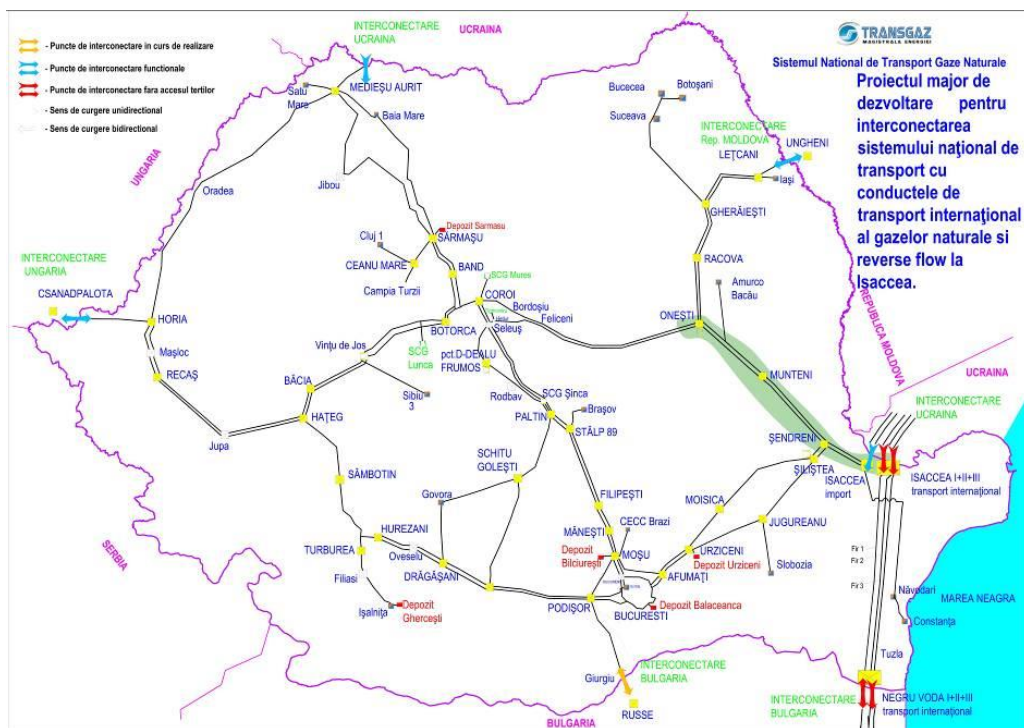 UCRAINA
INTERCONECTARE
UCRAINA
UCRAINA
TRANSGAZ
MAGISTRALA ENERGIEI
Sistemul National de Transport Gaze Naturale
Proiectul major de
dezvoltare pentru
interconectarea
sistemului naţional de
transport cu
conductele de
transport internaţional
al gazelor naturale si
reverse flow la
Isaccea.
- Puncte de interconectare in curs de realizare
- Puncte de interconectare functionale
- Puncte de interconectare fara accesul tertilor
- Sens de curgere unidirectional
- Sens de curgere bidirectional
MEDIEŞU AURIT
Satu
Mare
Baia Mare
Bucecea
Botoşani
Suceava
INTERCONECTARE
Rep. MOLDOVA
UNGHENI
LEŢCANI
Iaşi
UNGARIA
Oradea
Jibou
GHERĂIEŞTI
Depozit Sarmasu
SĂRMAŞU
Cluj 1
CEANU MARE
Campia Turzii
BAND
SCG Mures
RACOVA
Amurco
Bacău
INTERCONECTARE
UNGARIA
CSANADPALOTA
HORIA
COROI
Bordoşiu
Feliceni
BOTORCA
Seleuş
ONEŞTI
REPUBLICA MOLDOVA
Maşloc
RECAŞ
Vinţu de Jos
SCG
Lunca
pct.D-DEALU
FRUMOS
MUNTENI
UCRAINA
BĂCIA
Sibiu
3
Rodbav
SCG Şinca
INTERCONECTARE
UCRAINA
HAŢEG
PALTIN
Braşov
STÂLP 89
Jupa
ŞENDRENI
SCHITU
GOLEŞTI
ŞILIŞTEA
ISACCEA
import
ISACCEA I+II+III
transport internaţional
SÂMBOTIN
Govora
FILIPEŞTI
MOISICA
MĂNEŞTI
CECC Brazi
JUGUREANU
HUREZANI
TURBUREA
Oveselu
Depozit
Bilciureşti
MOŞU
URZICENI
Depozit Urziceni
Slobozia
Fir 1
Fir 2
Fir 3
SERBIA
Filiasi
DRĂGĂŞANI
AFUMAŢI
Işalniţa
Depozit
Gherceşti
PODIŞOR
BUCURESTI
Depozit Balaceanca
Năvodari
MAREA NEAGRA
Constanţa
Tuzla
Giurgiu
INTERCONECTARE
BULGARIA
RUSSE
BULGARIA
INTERCONECTARE
BULGARIA
NEGRU VODA I+II+III
transport internaţional